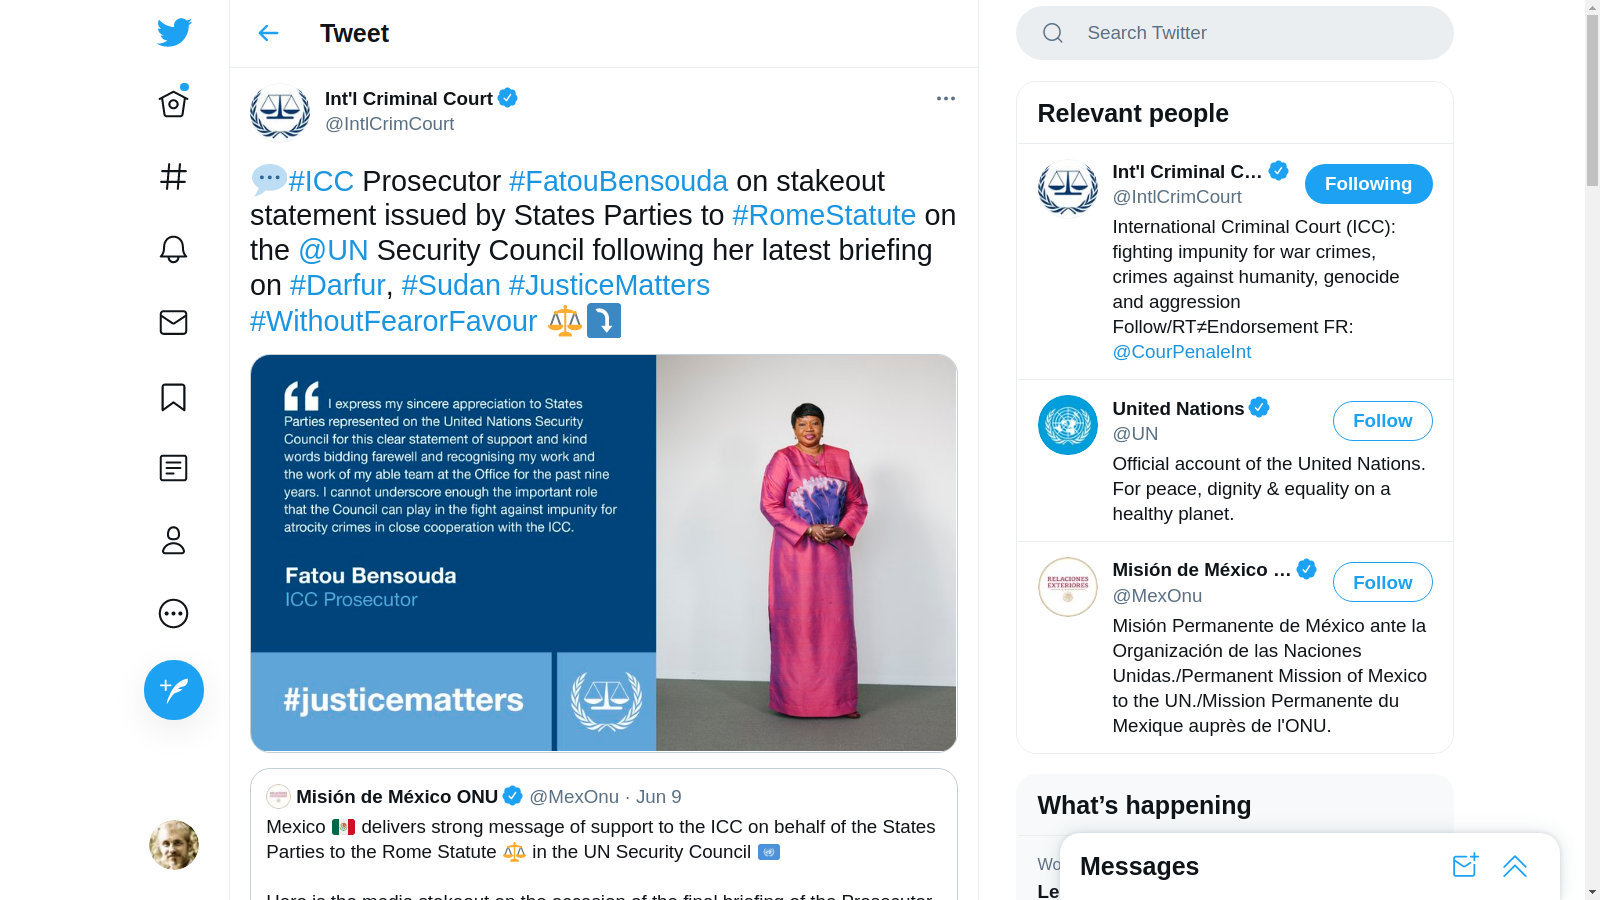 Tweet
Int'l Criminal Court
@IntlCrimCourt
#ICC Prosecutor #FatouBensouda on stakeout
statement issued by States Parties to #RomeStatute on
the @UN Security Council following her latest briefing
on #Darfur, #Sudan #JusticeMatters
#WithoutFearorFavour
I express my sincere appreciation to States
Parties represented on the United Nations Security
Council for this clear statement of support and kind
words bidding farewell and recognising my work and
the work of my able team at the Office for the past nine
years. I cannot underscore enough the important role
that the Council can play in the fight against impunity for
atrocity crimes in close cooperation with the ICC.
Fatou Bensouda
ICC Prosecutor
#justicematters
Misión de México ONU @MexOnu · Jun 9
Mexico delivers strong message of support to the ICC on behalf of the States
Parties to the Rome Statute in the UN Security Council
Here is the media stakeout on the occasion of the final briefing of the Prosecutor
Search Twitter
Relevant people
Int'l Criminal C...
@IntlCrimCourt
Following
International Criminal Court (ICC):
fighting impunity for war crimes,
crimes against humanity, genocide
and aggression
Follow/RT≠Endorsement FR:
@CourPenaleInt
United Nations
@UN
Follow
Official account of the United Nations.
For peace, dignity & equality on a
healthy planet.
RELACIONES
EXTERIORES
Misión de México ...
@MexOnu
Follow
Misión Permanente de México ante la
Organización de las Naciones
Unidas./Permanent Mission of Mexico
to the UN./Mission Permanente du
Mexique auprès de l'ONU.
What's happening
Wo
Le
Messages